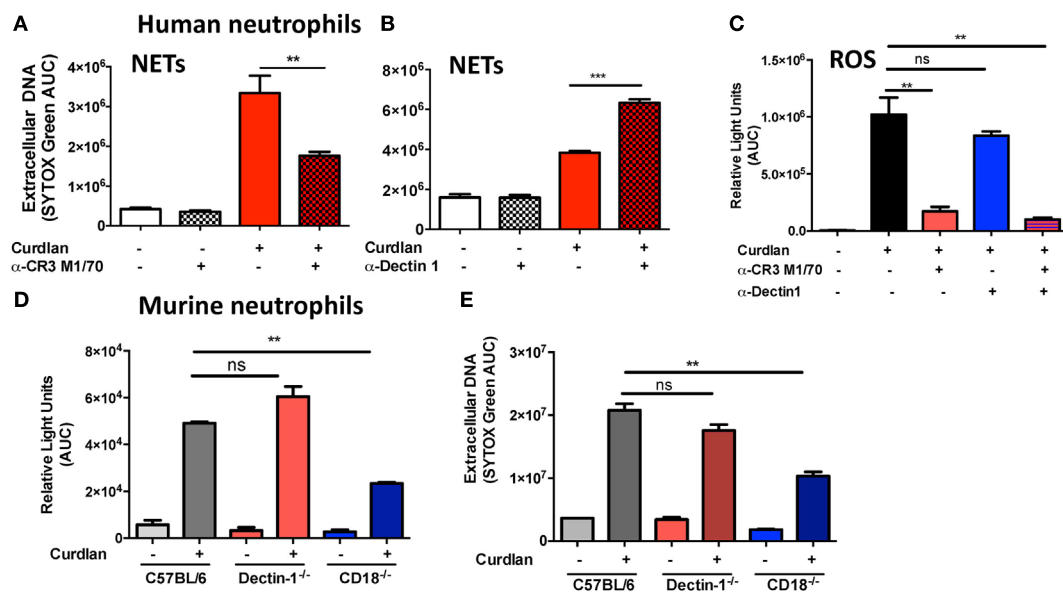 A
Human neutrophils
B
C
NETs
NETs
ROS
Extracellular DNA
(SYTOX Green AUC)
4×10⁶
3×10⁶
2×10⁶
1×10⁶
0
**
Curdlan - - + +
α-CR3 M1/70 - + - +
8×10⁶
6×10⁶
4×10⁶
2×10⁶
0
***
- - + +
α-Dectin 1 - + - +
Relative Light Units
(AUC)
1.0×10⁶
5.0×10⁵
0.0
**
ns
**
Curdlan - + + + +
α-CR3 M1/70 - - + - +
α-Dectin1 - - - + +
D
Murine neutrophils
E
Relative Light Units
(AUC)
8×10⁴
6×10⁴
4×10⁴
2×10⁴
0
**
ns
Curdlan - + - + - +
C57BL/6 Dectin-1⁻/⁻ CD18⁻/⁻
Extracellular DNA
(SYTOX Green AUC)
3×10⁷
2×10⁷
1×10⁷
0
**
ns
Curdlan - + - + - +
C57BL/6 Dectin-1⁻/⁻ CD18⁻/⁻